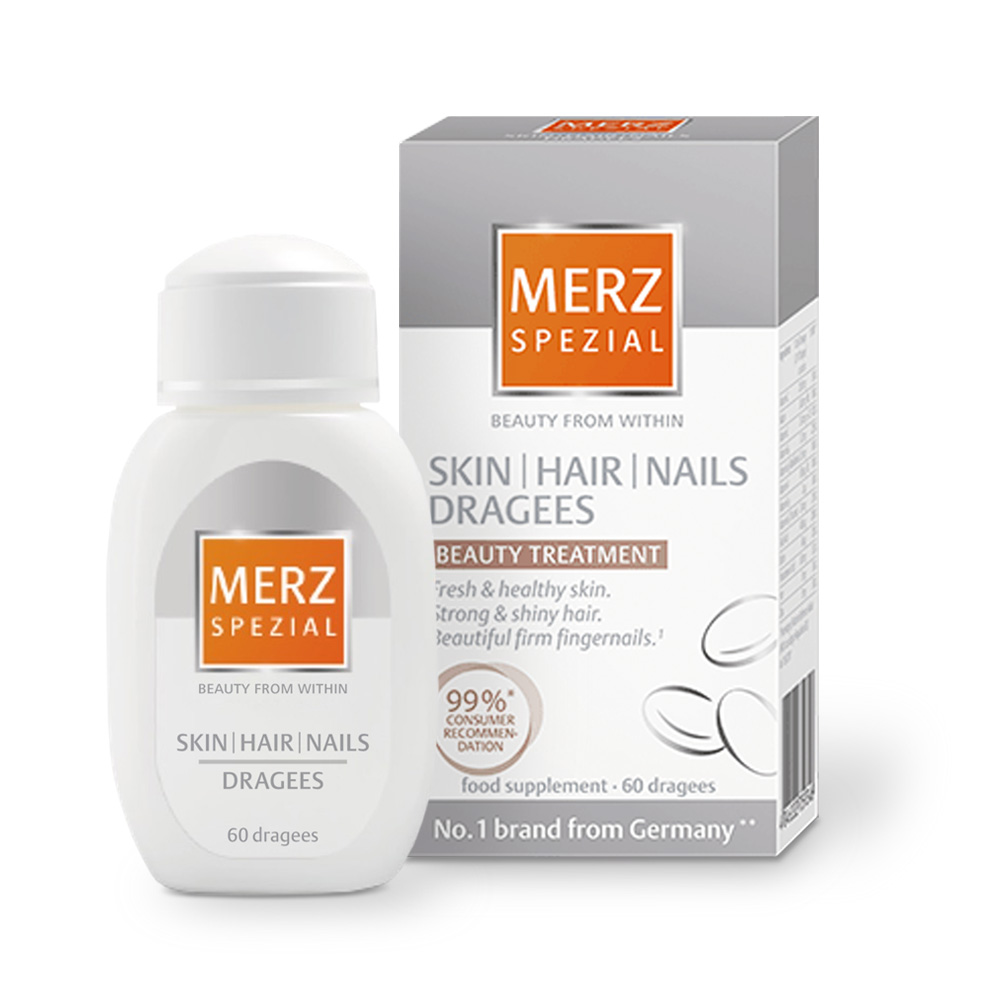 MERZ
SPEZIAL
BEAUTY FROM WITHIN
SKIN|HAIR|NAILS
DRAGEES
60 dragees
MERZ
MERZ
SPEZIAL
BEAUTY FROM WITHIN
SKIN|HAIR|NAILS
DRAGEES
BEAUTY TREATMENT
Fresh & healthy skin.
Strong & shiny hair.
Beautiful firm fingernails.¹
99%*
CONSUMER
RECOMMEN-
DATION
food supplement · 60 dragees
No. 1 brand from Germany**